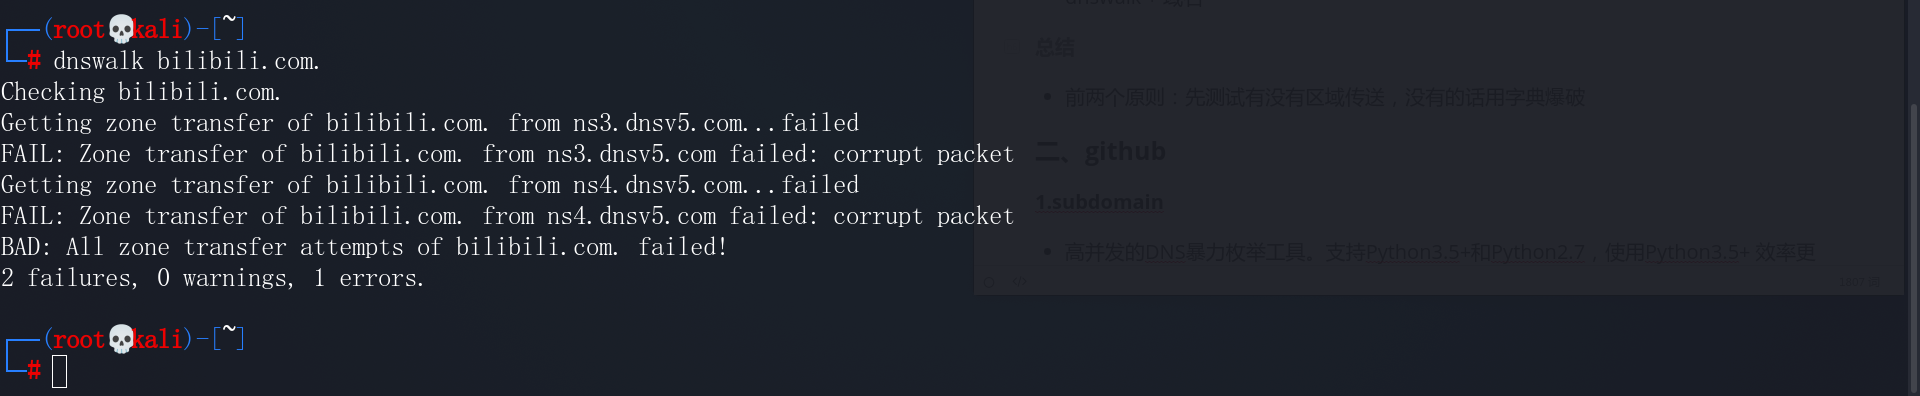 ┌──(root💀kali)-[~]
└─# dnswalk bilibili.com.
Checking bilibili.com.
Getting zone transfer of bilibili.com. from ns3.dnsv5.com...failed
FAIL: Zone transfer of bilibili.com. from ns3.dnsv5.com failed: corrupt packet
Getting zone transfer of bilibili.com. from ns4.dnsv5.com...failed
FAIL: Zone transfer of bilibili.com. from ns4.dnsv5.com failed: corrupt packet
BAD: All zone transfer attempts of bilibili.com. failed!
2 failures, 0 warnings, 1 errors.
┌──(root💀kali)-[~]
└─#
总结
• 前两个原则：先测试有没有区域传送，没有的话用字典爆破
二、github
1.subdomain
• 高并发的DNS暴力枚举工具。支持Python3.5+和Python2.7，使用Python3.5+ 效率更